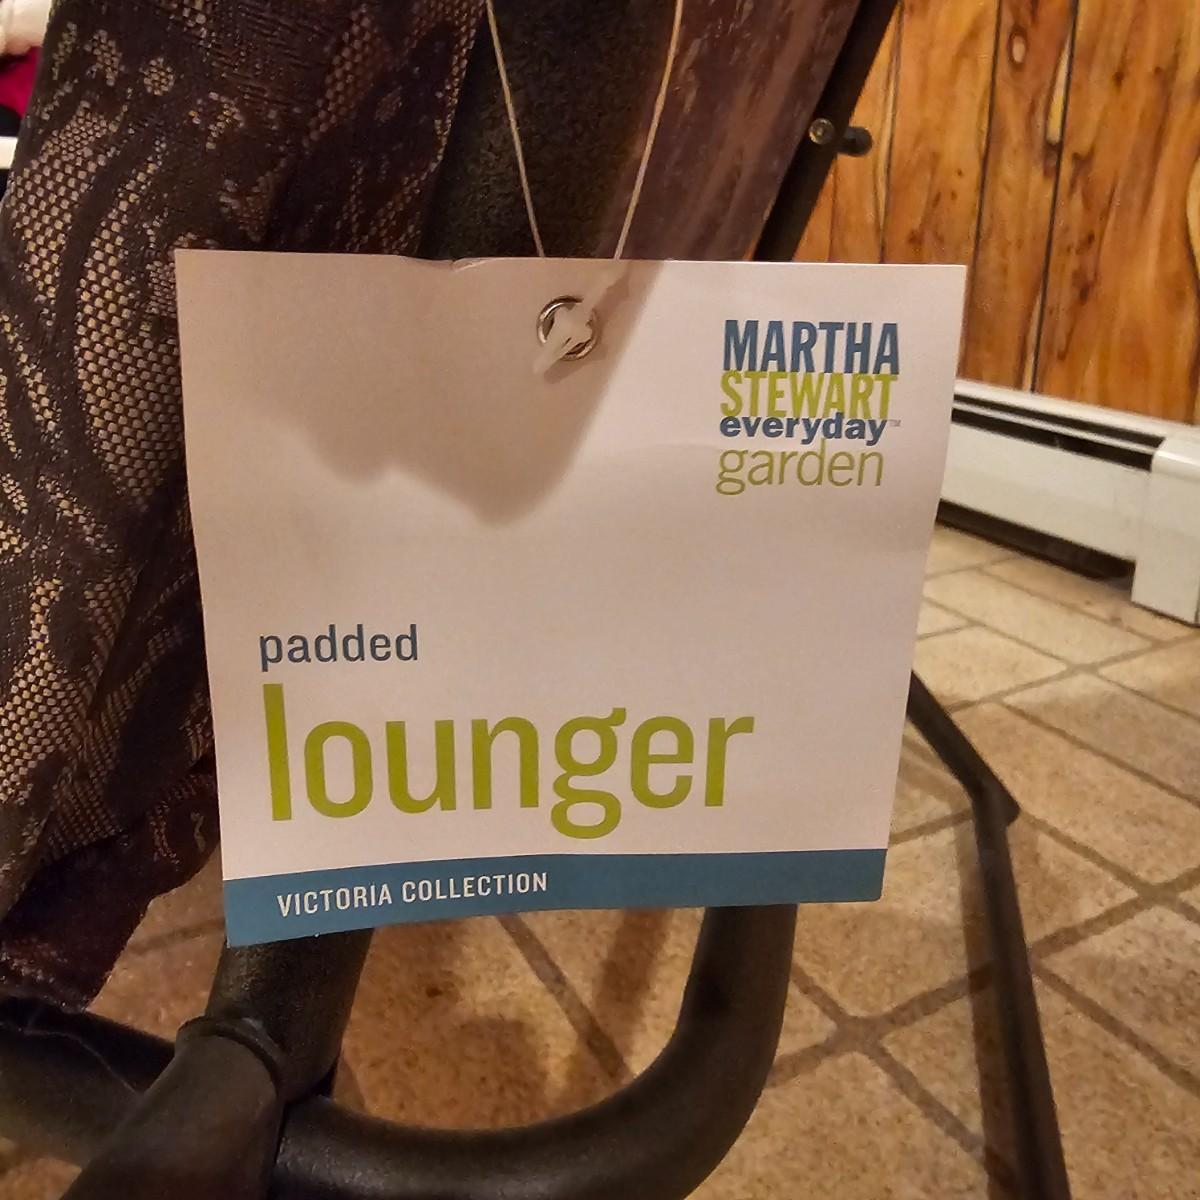 MARTHA
STEWART
everyday™
garden
padded
lounger
VICTORIA COLLECTION